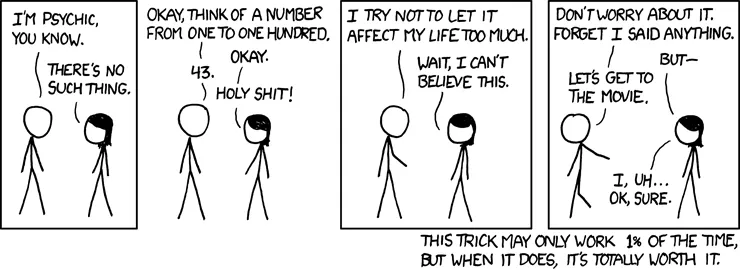 I'M PSYCHIC,
YOU KNOW.
THERE'S NO
SUCH THING.
OKAY, THINK OF A NUMBER
FROM ONE TO ONE HUNDRED.
OKAY.
43.
HOLY SHIT!
I TRY NOT TO LET IT
AFFECT MY LIFE TOO MUCH.
WAIT, I CAN'T
BELIEVE THIS.
DON'T WORRY ABOUT IT.
FORGET I SAID ANYTHING.
BUT—
LET'S GET TO
THE MOVIE.
I, UH...
OK, SURE.
THIS TRICK MAY ONLY WORK 1% OF THE TIME,
BUT WHEN IT DOES, IT'S TOTALLY WORTH IT.